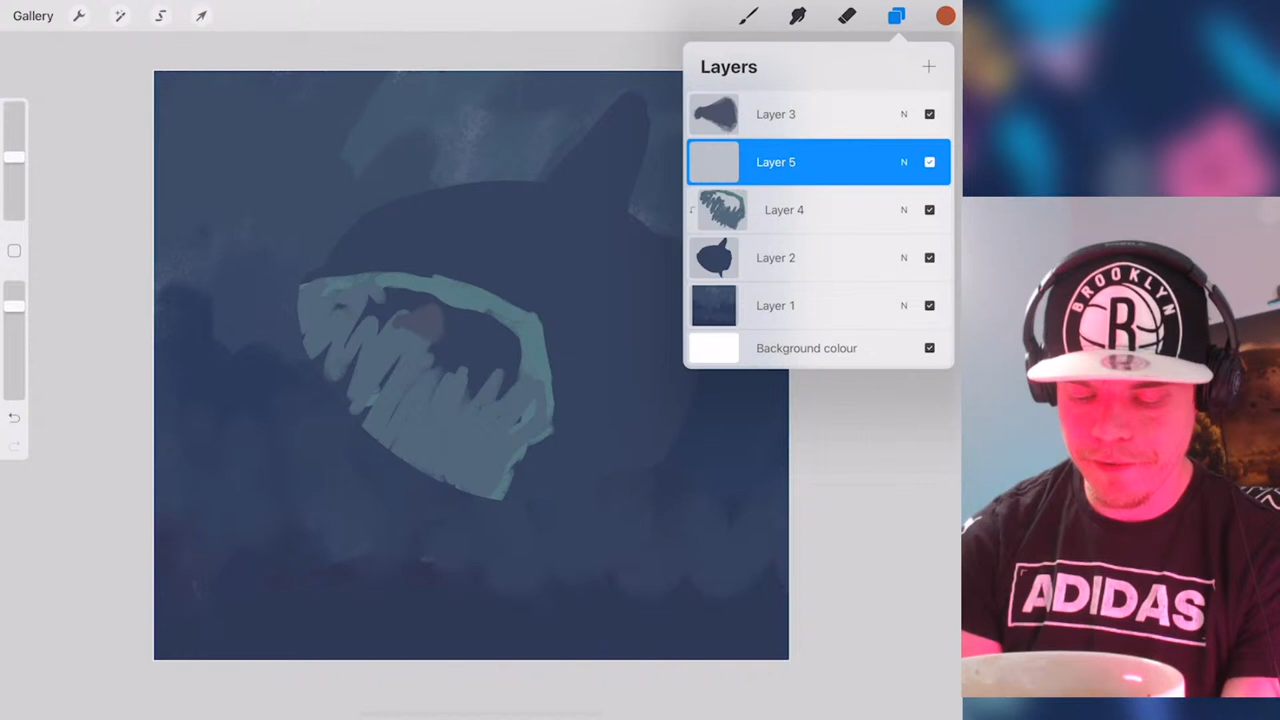 Gallery
Layers
Layer 3
N
Layer 5
N
Layer 4
N
Layer 2
N
Layer 1
N
Background colour
BROOKLYN
B
ADIDAS